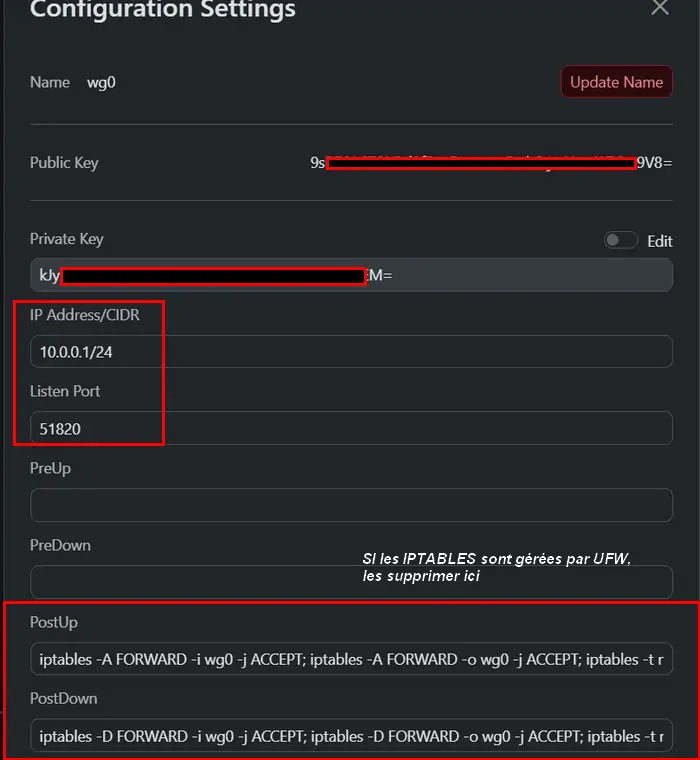 Configuration Settings
Name wg0 Update Name
Public Key 9s 9V8=
Private Key Edit
kJy EM=
IP Address/CIDR
10.0.0.1/24
Listen Port
51820
PreUp
PreDown
SI les IPTABLES sont gérées par UFW,
les supprimer ici
PostUp
iptables -A FORWARD -i wg0 -j ACCEPT; iptables -A FORWARD -o wg0 -j ACCEPT; iptables -t
PostDown
iptables -D FORWARD -i wg0 -j ACCEPT; iptables -D FORWARD -o wg0 -j ACCEPT; iptables -t